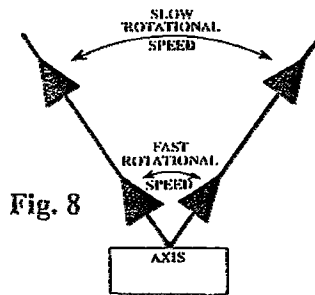 SLOW
ROTATIONAL
SPEED
FAST
ROTATIONAL
SPEED
Fig. 8
AXIS